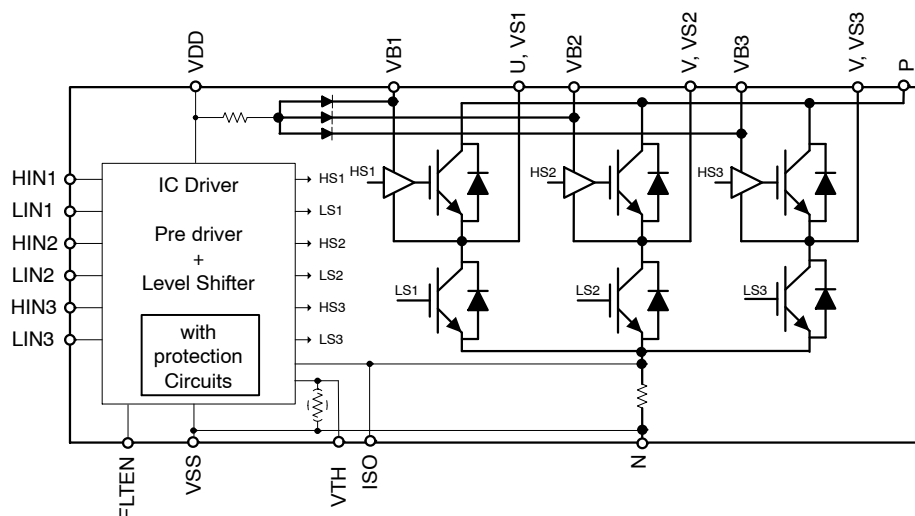 VDD
VB1
U, VS1
VB2
V, VS2
VB3
V, VS3
P
HIN1
LIN1
HIN2
LIN2
HIN3
LIN3
IC Driver
Pre driver
+
Level Shifter
with
protection
Circuits
HS1
LS1
HS2
LS2
HS3
LS3
HS1
HS2
HS3
LS1
LS2
LS3
FLTEN
VSS
VTH
ISO
N